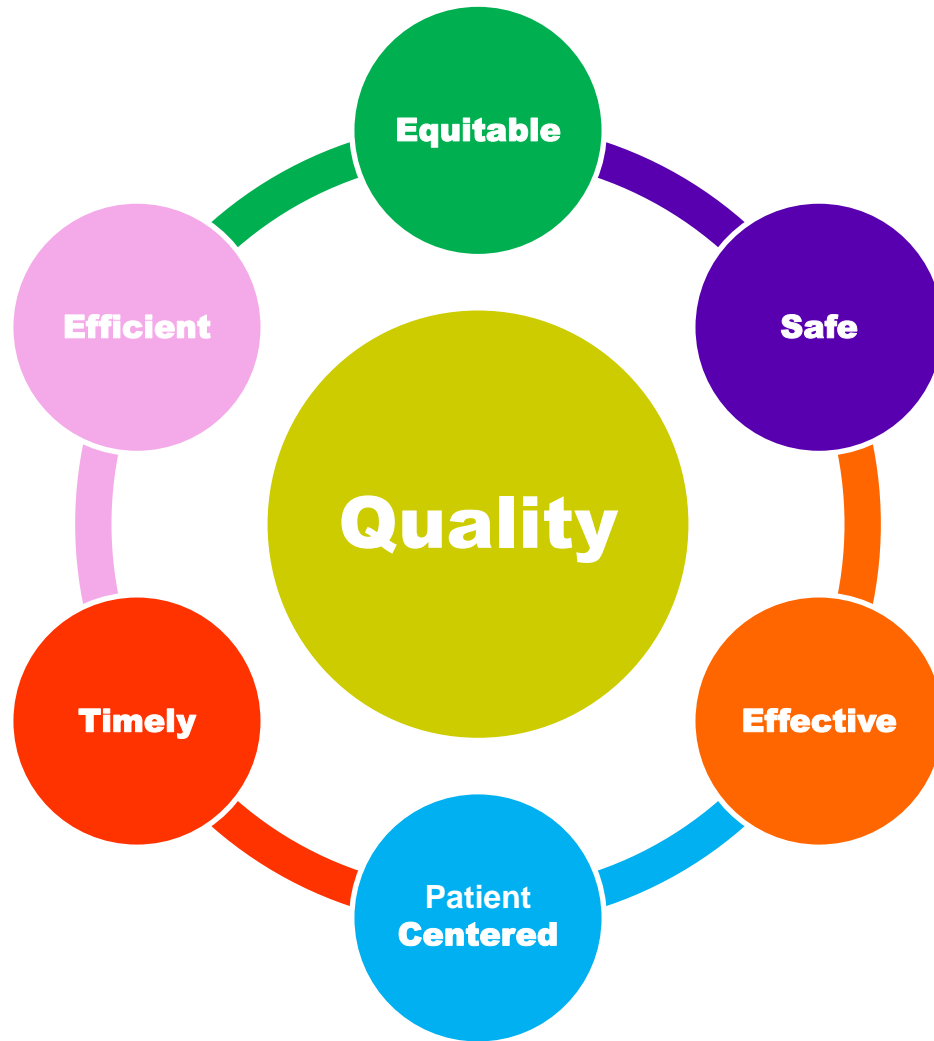 Equitable
Efficient
Safe
Quality
Timely
Effective
Patient
Centered